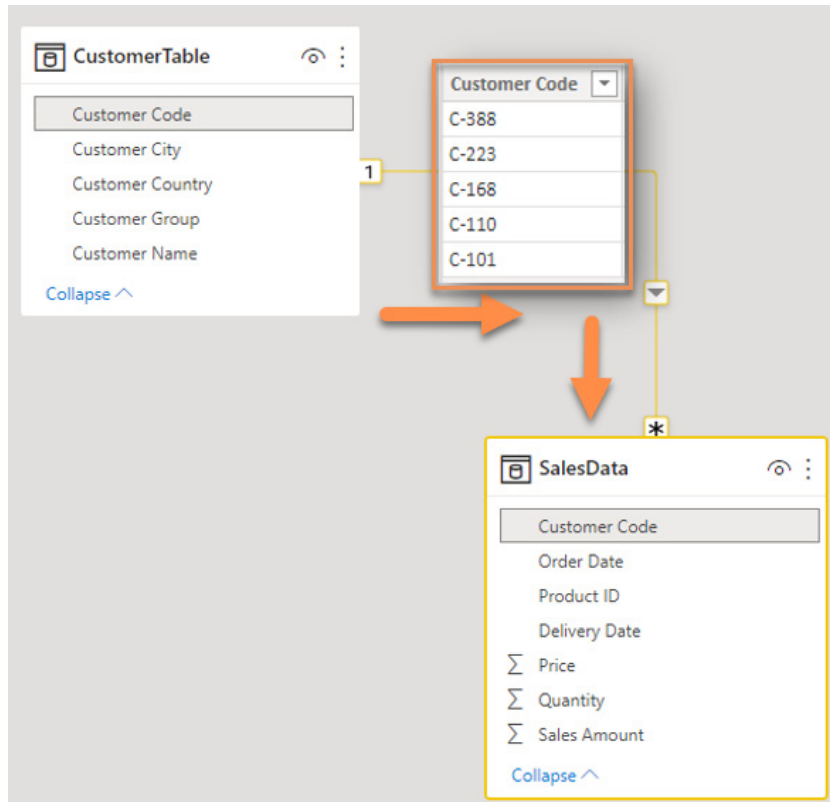 CustomerTable
Customer Code
Customer City
Customer Country
Customer Group
Customer Name
Collapse
1
Customer Code
C-388
C-223
C-168
C-110
C-101
*
SalesData
Customer Code
Order Date
Product ID
Delivery Date
Σ Price
Σ Quantity
Σ Sales Amount
Collapse